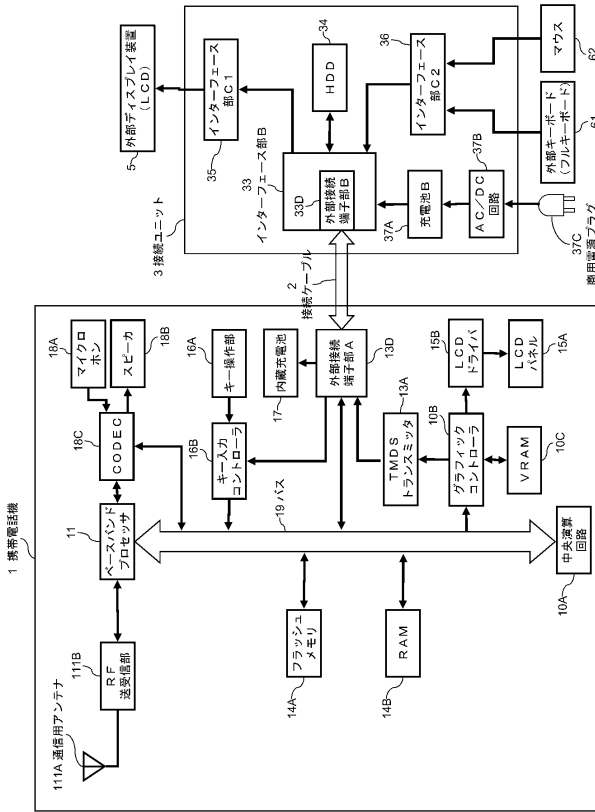 1 携帯電話機
111A 通信用アンテナ
111B
RF
送受信部
11
ベースバンド
プロセッサ
18C
CODEC
18A
マイクロ
ホン
スピーカ
18B
16A
キー操作部
16B
キー入力
コントローラ
17
内蔵充電池
外部接続
端子部A
13D
13A
TMDS
トランスミッタ
10B
グラフィック
コントローラ
15B
LCD
ドライバ
LCD
パネル
15A
VRAM
10C
19 バス
フラッシュ
メモリ
14A
RAM
14B
中央演算
回路
10A
2
接続ケーブル
3 接続ユニット
外部ディスプレイ装置
(LCD)
5
インターフェース
部C1
35
インターフェース部B
33
33D
外部接続
端子部B
34
HDD
36
インターフェース
部C2
充電池B
37A
37B
AC/DC
回路
37C
商用電源プラグ
外部キーボード
(フルキーボード)
61
マウス
62